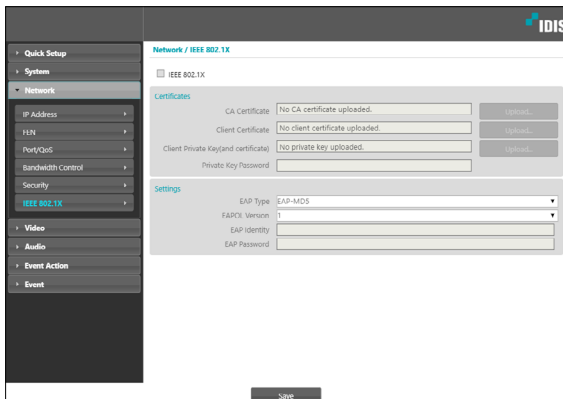 IDIS
Quick Setup
System
Network
IP Address
H:N
Port/QoS
Bandwidth Control
Security
IEEE 802.1X
Video
Audio
Event Action
Event
Network / IEEE 802.1X
IEEE 802.1X
Certificates
CA Certificate No CA certificate uploaded. Upload...
Client Certificate No client certificate uploaded. Upload...
Client Private Key(and certificate) No private key uploaded. Upload...
Private Key Password
Settings
EAP Type EAP-MD5
EAPOL Version 1
EAP Identity
EAP Password
Save